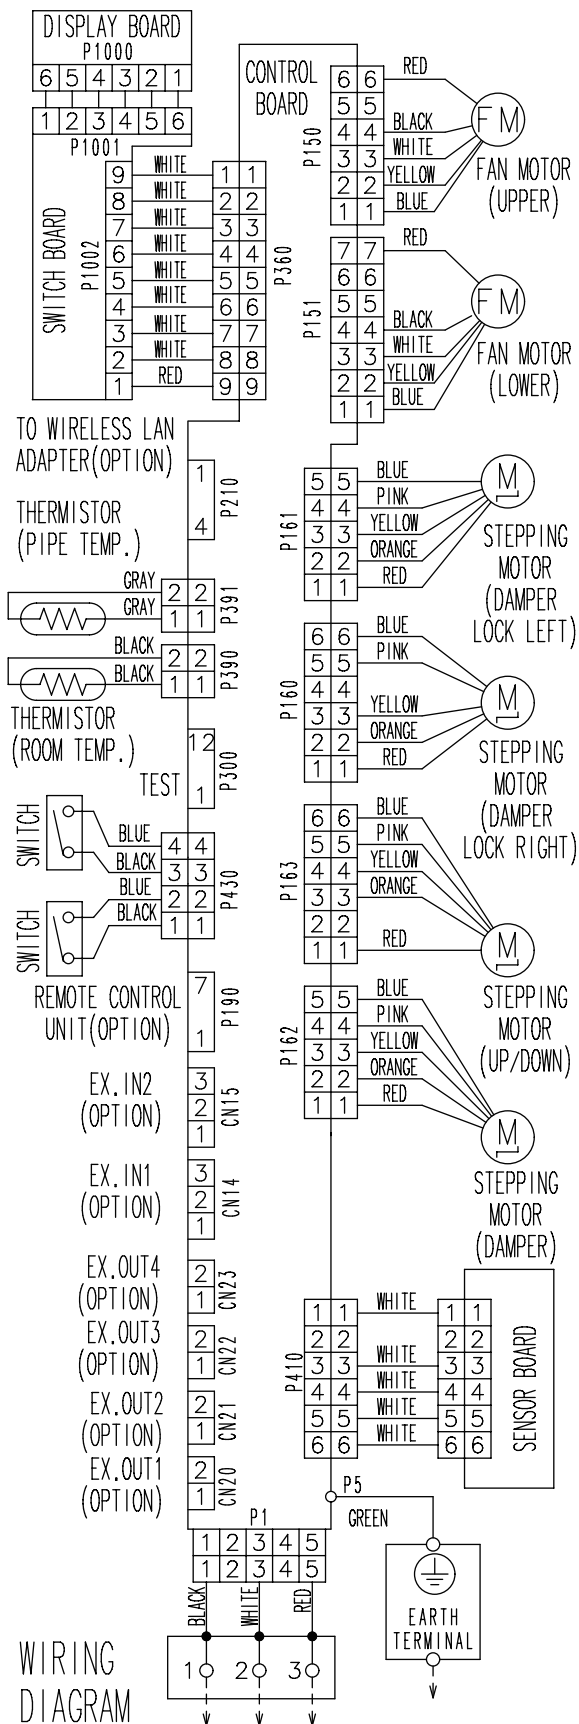 DISPLAY BOARD
P1000
6 5 4 3 2 1
1 2 3 4 5 6
P1001
SWITCH BOARD
P1002
9 WHITE 1 1
8 WHITE 2 2
7 WHITE 3 3
6 WHITE 4 4
5 WHITE 5 5
4 WHITE 6 6
3 WHITE 7 7
2 WHITE 8 8
1 RED 9 9
P360
CONTROL
BOARD
P150
6 6 RED
5 5
4 4 BLACK
3 3 WHITE
2 2 YELLOW
1 1 BLUE
FM
FAN MOTOR
(UPPER)
P151
7 7 RED
6 6
5 5
4 4 BLACK
3 3 WHITE
2 2 YELLOW
1 1 BLUE
FM
FAN MOTOR
(LOWER)
TO WIRELESS LAN
ADAPTER(OPTION)
1
4
P210
THERMISTOR
(PIPE TEMP.)
GRAY 2 2
GRAY 1 1
P391
BLACK 2 2
BLACK 1 1
P390
THERMISTOR
(ROOM TEMP.)
TEST
12
1
P300
SWITCH
BLUE 4 4
BLACK 3 3
BLUE 2 2
BLACK 1 1
P430
SWITCH
REMOTE CONTROL
UNIT(OPTION)
7
1
P190
EX.IN2
(OPTION)
3
2
1
CN15
EX.IN1
(OPTION)
3
2
1
CN14
EX.OUT4
(OPTION)
2
1
CN23
EX.OUT3
(OPTION)
2
1
CN22
EX.OUT2
(OPTION)
2
1
CN21
EX.OUT1
(OPTION)
2
1
CN20
P161
5 5 BLUE
4 4 PINK
3 3 YELLOW
2 2 ORANGE
1 1 RED
M
STEPPING
MOTOR
(DAMPER
LOCK LEFT)
P160
6 6 BLUE
5 5 PINK
4 4
3 3 YELLOW
2 2 ORANGE
1 1 RED
M
STEPPING
MOTOR
(DAMPER
LOCK RIGHT)
P163
6 6 BLUE
5 5 PINK
4 4 YELLOW
3 3 ORANGE
2 2
1 1 RED
M
STEPPING
MOTOR
(UP/DOWN)
P162
5 5 BLUE
4 4 PINK
3 3 YELLOW
2 2 ORANGE
1 1 RED
M
STEPPING
MOTOR
(DAMPER)
P410
1 1 WHITE 1 1
2 2 2 2
3 3 WHITE 3 3
4 4 WHITE 4 4
5 5 WHITE 5 5
6 6 WHITE 6 6
SENSOR BOARD
P5
GREEN
EARTH
TERMINAL
P1
1 2 3 4 5
1 2 3 4 5
BLACK
WHITE
RED
1 2 3
WIRING
DIAGRAM